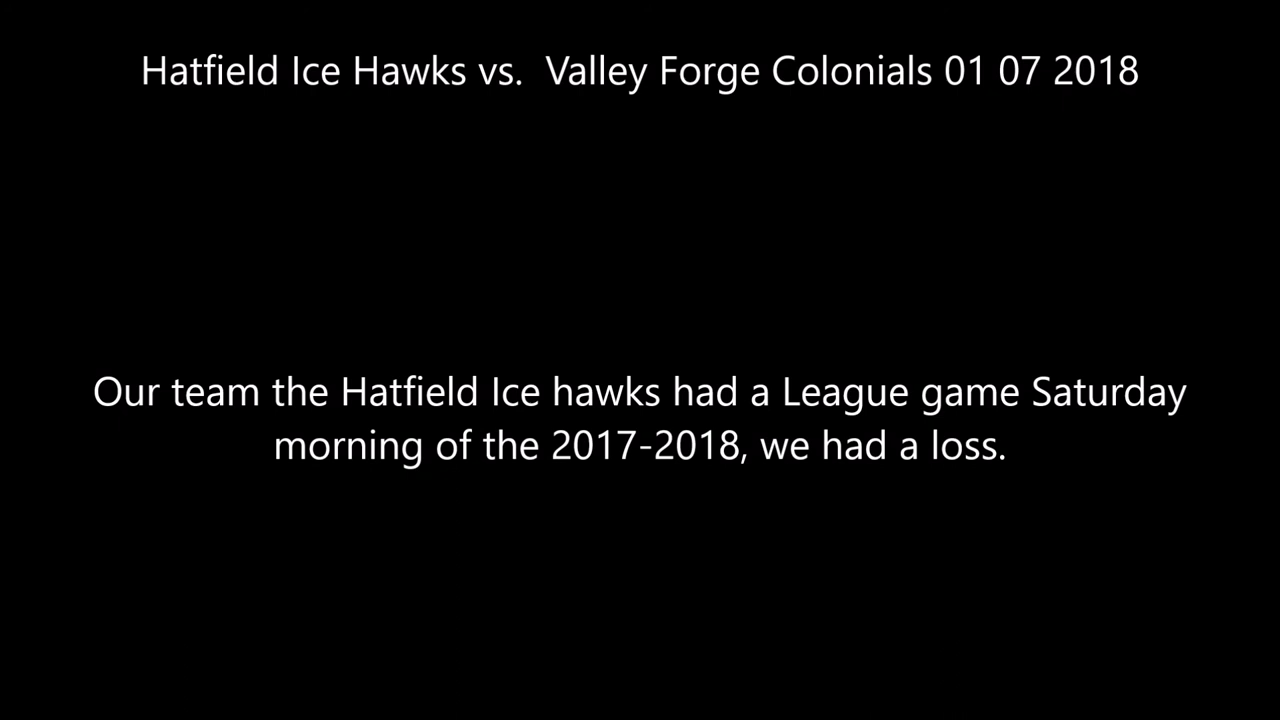 Hatfield Ice Hawks vs.  Valley Forge Colonials 01 07 2018
Our team the Hatfield Ice hawks had a League game Saturday
morning of the 2017-2018, we had a loss.